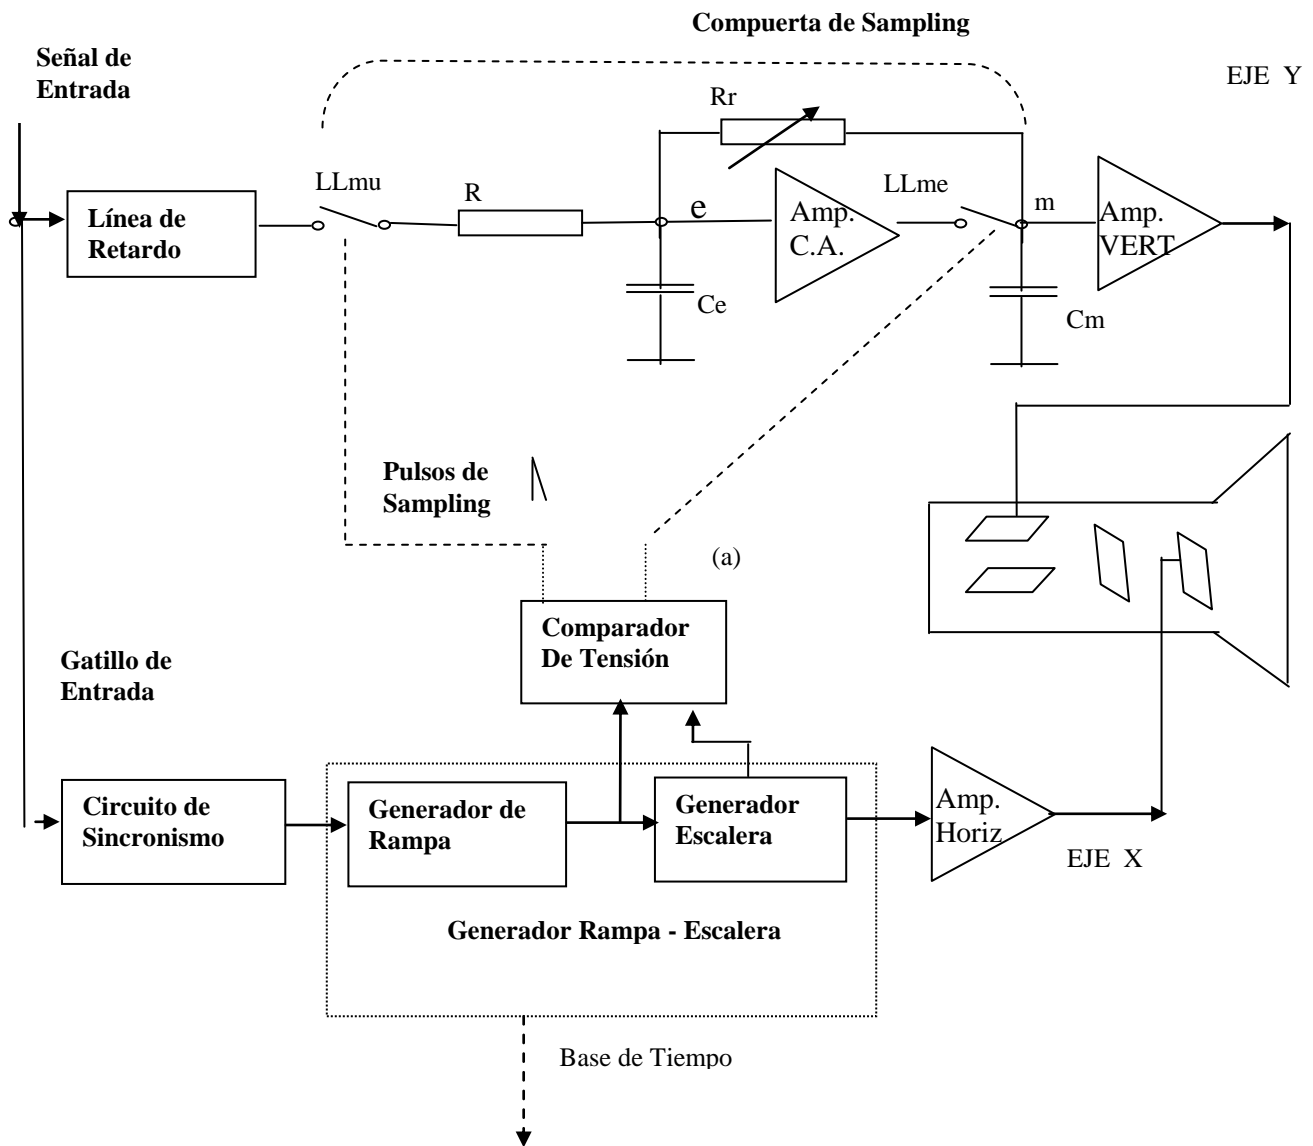 Compuerta de Sampling
Señal de
Entrada
EJE Y
Rr
LLmu
R
LLme
Línea de
Retardo
e
Amp.
C.A.
m
Amp.
VERT
Ce
Cm
Pulsos de
Sampling
(a)
Comparador
De Tensión
Gatillo de
Entrada
Circuito de
Sincronismo
Generador de
Rampa
Generador
Escalera
Amp.
Horiz
EJE X
Generador Rampa - Escalera
Base de Tiempo